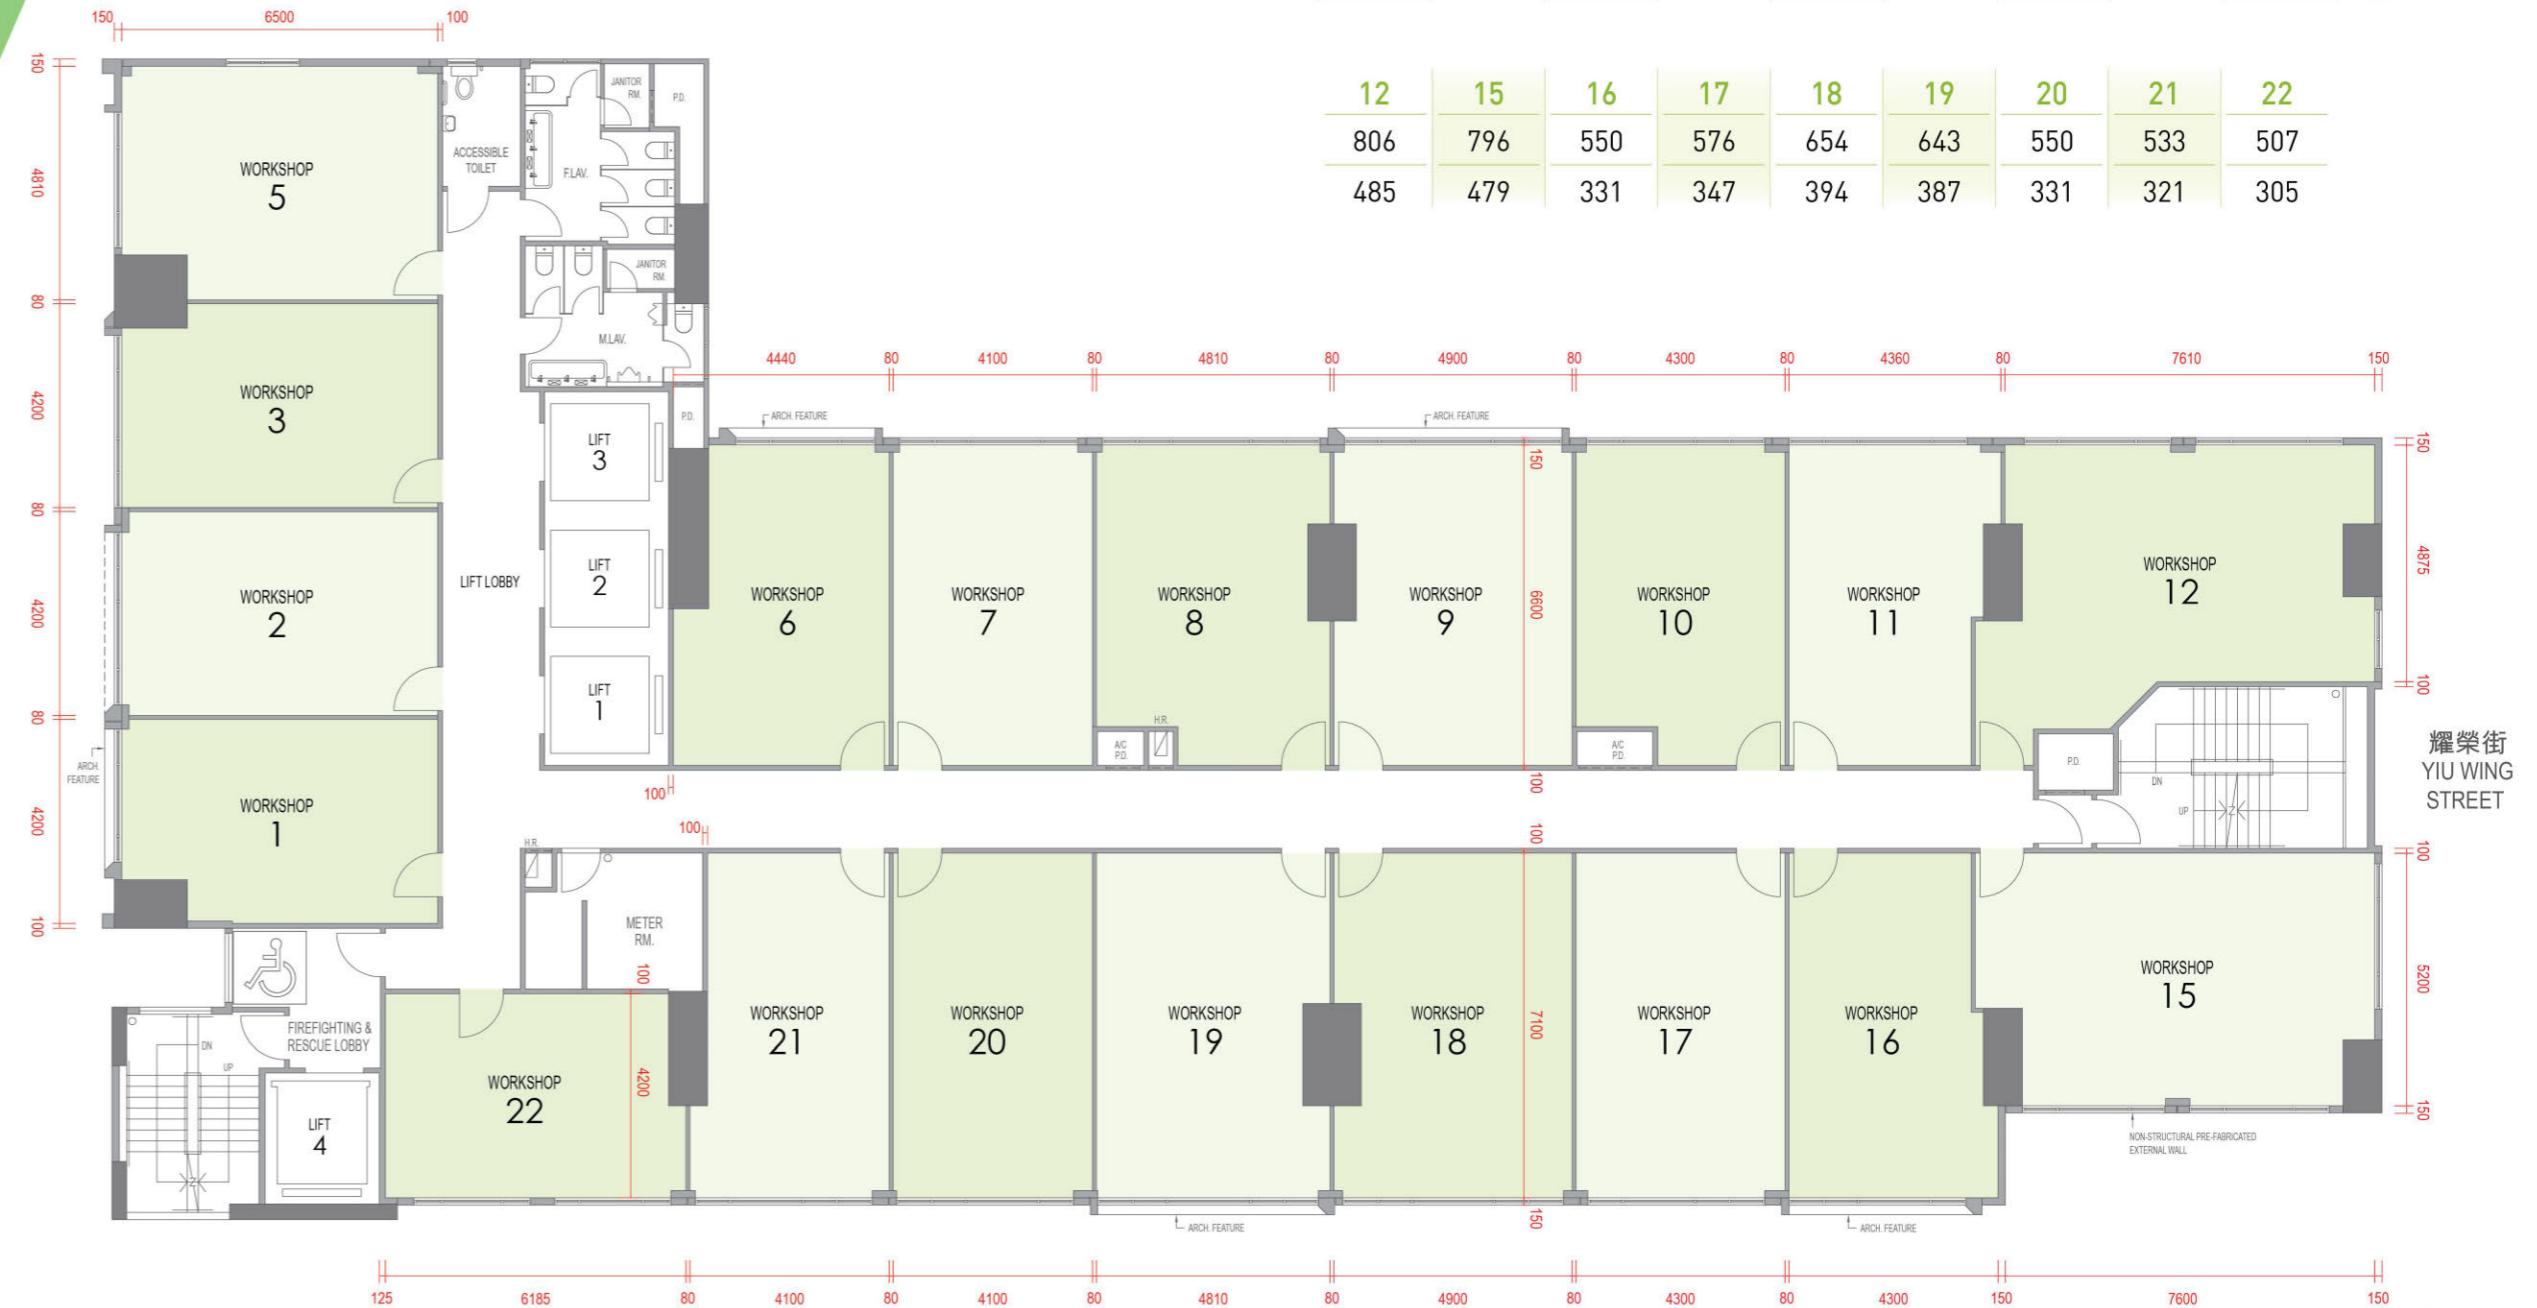 150 6500 100
12 15 16 17 18 19 20 21 22
806 796 550 576 654 643 550 533 507
485 479 331 347 394 387 331 321 305
150
4810
80
4200
80
4200
80
4200
100
WORKSHOP
5
WORKSHOP
3
WORKSHOP
2
WORKSHOP
1
ARCH.
FEATURE
ACCESSIBLE
TOILET
F.LAV.
JANITOR
RM.
P.D.
JANITOR
RM.
M.LAV.
P.D.
LIFT LOBBY
LIFT
3
LIFT
2
LIFT
1
4440 80 4100 80 4810 80 4900 80 4300 80 4360 80 7610 150
ARCH. FEATURE
ARCH. FEATURE
WORKSHOP
6
WORKSHOP
7
WORKSHOP
8
WORKSHOP
9
WORKSHOP
10
WORKSHOP
11
WORKSHOP
12
150
6600
100
A/C
P.D.
H.R.
A/C
P.D.
P.D.
DN
UP
150
4875
100
耀榮街
YIU WING
STREET
100
100
H.R.
METER
RM.
100
4200
100
7100
150
WORKSHOP
22
WORKSHOP
21
WORKSHOP
20
WORKSHOP
19
WORKSHOP
18
WORKSHOP
17
WORKSHOP
16
WORKSHOP
15
100
5200
150
NON-STRUCTURAL PRE-FABRICATED
EXTERNAL WALL
FIREFIGHTING &
RESCUE LOBBY
DN
UP
LIFT
4
ARCH. FEATURE
ARCH. FEATURE
125 6185 80 4100 80 4100 80 4810 80 4900 80 4300 80 4300 150 7600 150